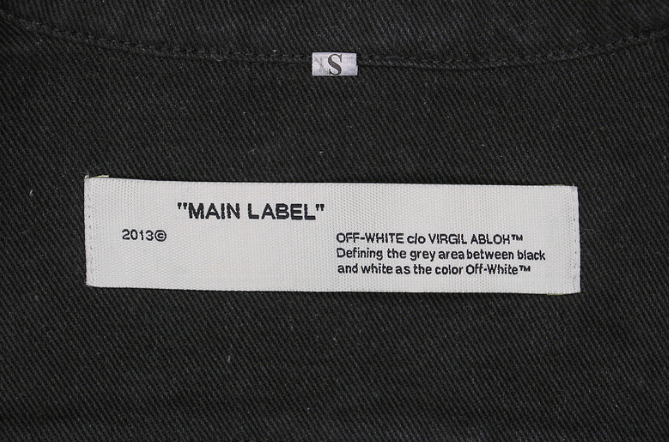 S
"MAIN LABEL"
2013©
OFF-WHITE c/o VIRGIL ABLOH™
Defining the grey area between black
and white as the color Off-White™